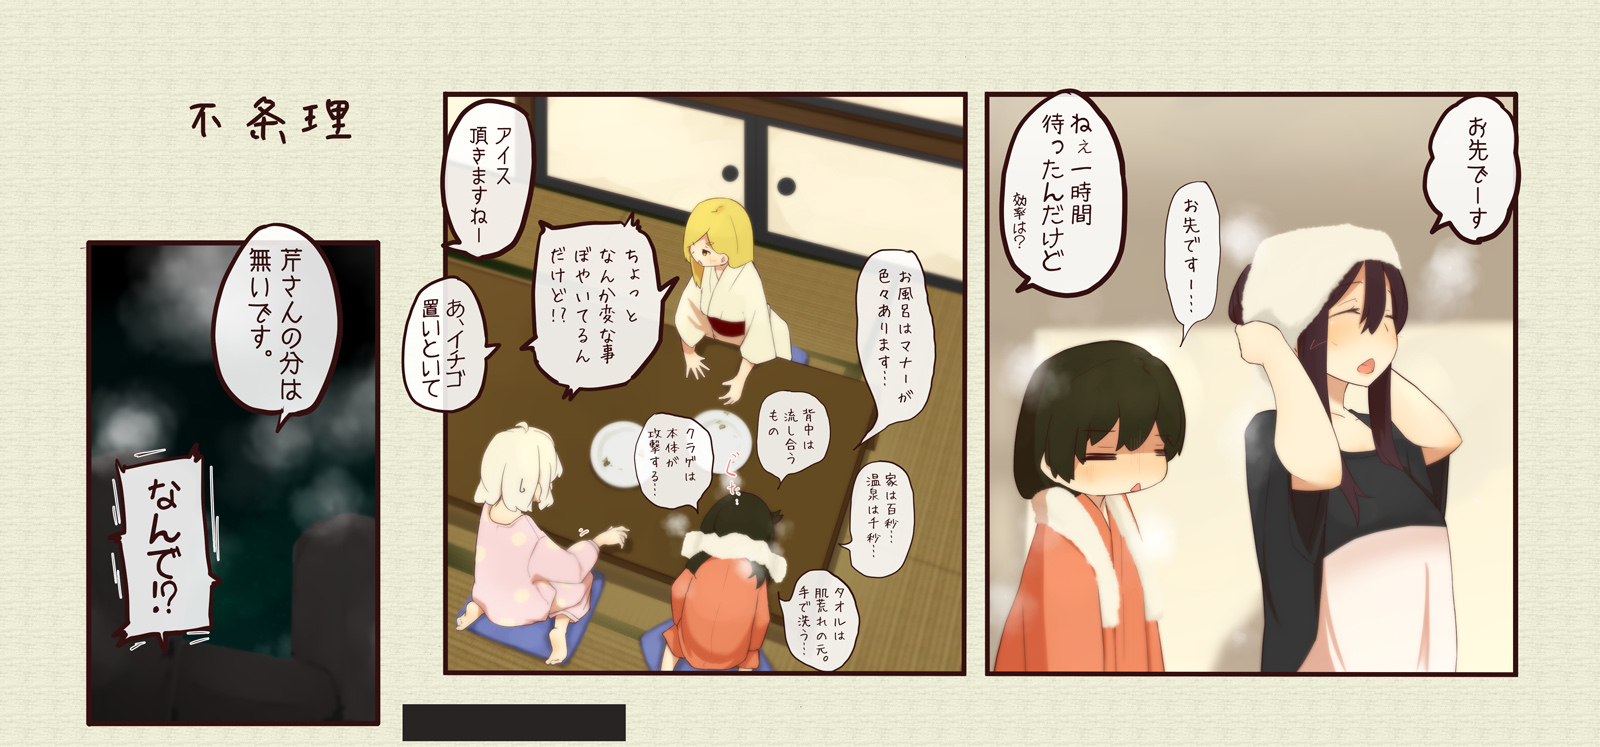 お先でーす
お先ですー…
ねぇ一時間
待ったんだけど
効率は?
お風呂はマナーが
色々あります…
家は百秒…
温泉は千秒…
タオルは
肌荒れの元。
手で洗う…
背中は
流し合う
もの
クラゲは
本体が
攻撃する…
ぐた…
ちょっと
なんか変な事
ぼやいてるん
だけど!?
アイス
頂きますねー
あ、イチゴ
置いといて
不条理
芹さんの分は
無いです。
なんで!?